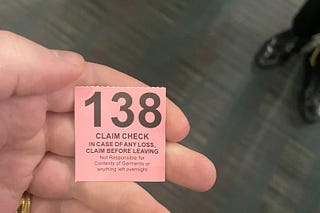 138
CLAIM CHECK
IN CASE OF ANY LOSS,
CLAIM BEFORE LEAVING
Not Responsible for
Contents of Garments or
anything left overnight